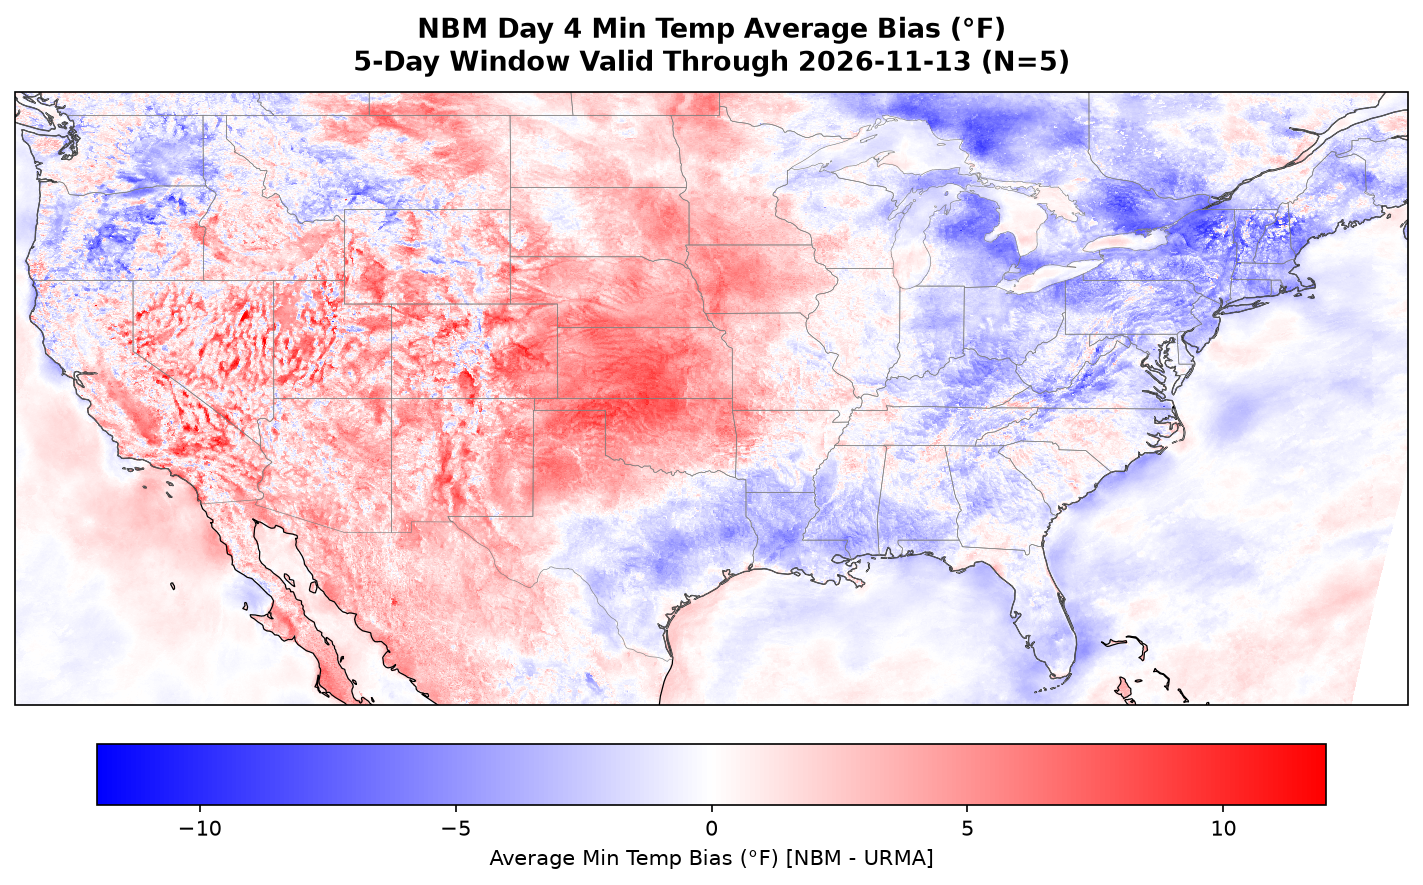 NBM Day 4 Min Temp Average Bias (°F)
5-Day Window Valid Through 2026-11-13 (N=5)
−10 −5 0 5 10
Average Min Temp Bias (°F) [NBM - URMA]